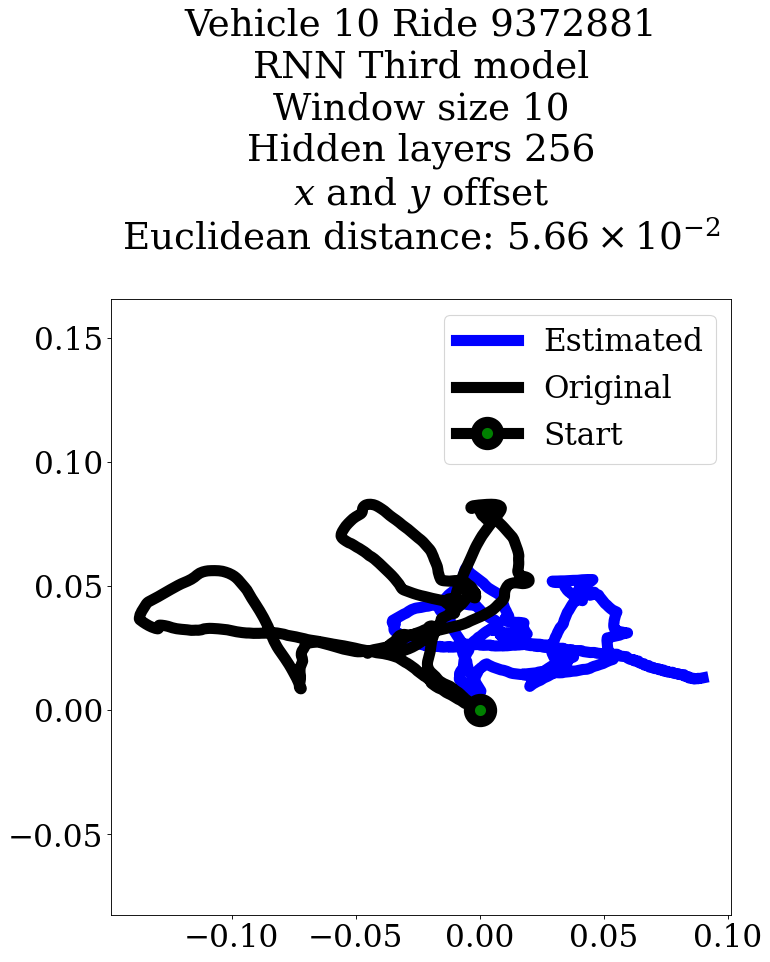 Vehicle 10 Ride 9372881
RNN Third model
Window size 10
Hidden layers 256
x and y offset
Euclidean distance: 5.66 × 10⁻²
Estimated
Original
Start
0.15
0.10
0.05
0.00
−0.05
−0.10 −0.05 0.00 0.05 0.10